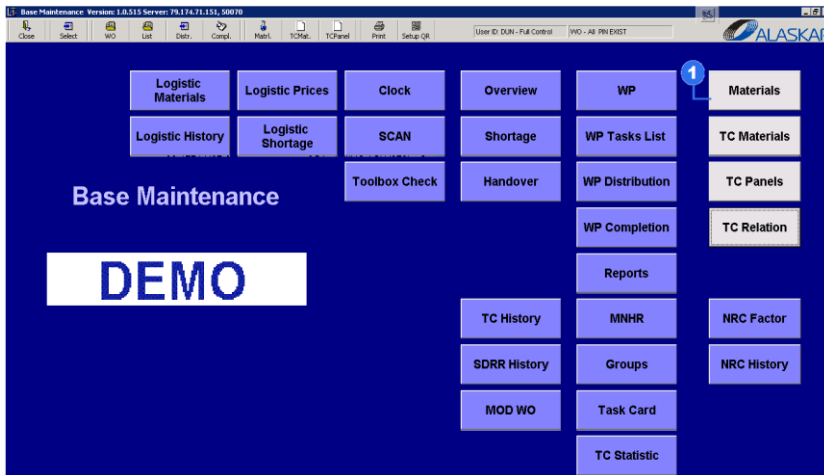 Base Maintenance Version: 1.0.515 Server: 79.174.71.151, 50070
Close Select WO List Distr. Compl. Matrl. TCMat. TCPanel Print Setup QR
User ID: DUN - Full Control WO - All PIN EXIST
ALASKAR
1
Logistic Materials
Logistic Prices
Clock
Overview
WP
Materials
Logistic History
Logistic Shortage
SCAN
Shortage
WP Tasks List
TC Materials
Toolbox Check
Handover
WP Distribution
TC Panels
Base Maintenance
WP Completion
TC Relation
DEMO
Reports
TC History
MNHR
NRC Factor
SDRR History
Groups
NRC History
MOD WO
Task Card
TC Statistic